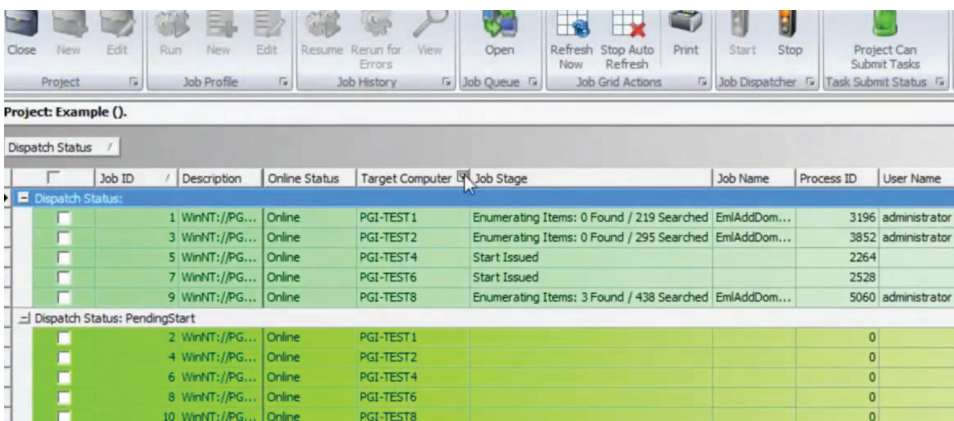 Close New Edit Run New Edit Resume Rerun for Errors View Open Refresh Now Stop Auto Refresh Print Start Stop Project Can Submit Tasks
Project Job Profile Job History Job Queue Job Grid Actions Job Dispatcher Task Submit Status
Project: Example ().
Dispatch Status
Job ID Description Online Status Target Computer Job Stage Job Name Process ID User Name
Dispatch Status:
1 WinNT://PG... Online PGI-TEST1 Enumerating Items: 0 Found / 219 Searched EmlAddDom... 3196 administrator
3 WinNT://PG... Online PGI-TEST2 Enumerating Items: 0 Found / 295 Searched EmlAddDom... 3852 administrator
5 WinNT://PG... Online PGI-TEST4 Start Issued 2264
7 WinNT://PG... Online PGI-TEST6 Start Issued 2528
9 WinNT://PG... Online PGI-TEST8 Enumerating Items: 3 Found / 438 Searched EmlAddDom... 5060 administrator
Dispatch Status: PendingStart
2 WinNT://PG... Online PGI-TEST1 0
4 WinNT://PG... Online PGI-TEST2 0
6 WinNT://PG... Online PGI-TEST4 0
8 WinNT://PG... Online PGI-TEST6 0
10 WinNT://PG... Online PGI-TEST8 0